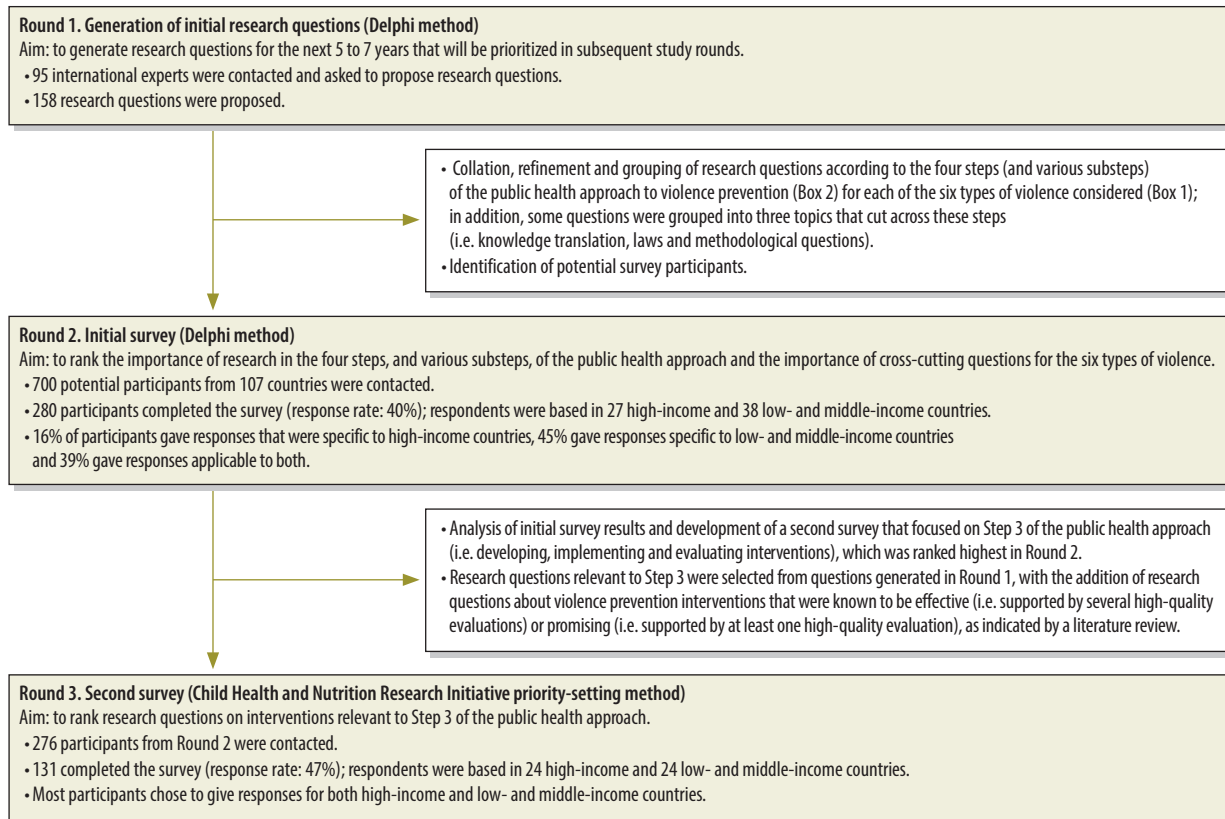 Round 1. Generation of initial research questions (Delphi method)
Aim: to generate research questions for the next 5 to 7 years that will be prioritized in subsequent study rounds.
• 95 international experts were contacted and asked to propose research questions.
• 158 research questions were proposed.
• Collation, refinement and grouping of research questions according to the four steps (and various substeps)
of the public health approach to violence prevention (Box 2) for each of the six types of violence considered (Box 1);
in addition, some questions were grouped into three topics that cut across these steps
(i.e. knowledge translation, laws and methodological questions).
• Identification of potential survey participants.
Round 2. Initial survey (Delphi method)
Aim: to rank the importance of research in the four steps, and various substeps, of the public health approach and the importance of cross-cutting questions for the six types of violence.
• 700 potential participants from 107 countries were contacted.
• 280 participants completed the survey (response rate: 40%); respondents were based in 27 high-income and 38 low- and middle-income countries.
• 16% of participants gave responses that were specific to high-income countries, 45% gave responses specific to low- and middle-income countries
and 39% gave responses applicable to both.
• Analysis of initial survey results and development of a second survey that focused on Step 3 of the public health approach
(i.e. developing, implementing and evaluating interventions), which was ranked highest in Round 2.
• Research questions relevant to Step 3 were selected from questions generated in Round 1, with the addition of research
questions about violence prevention interventions that were known to be effective (i.e. supported by several high-quality
evaluations) or promising (i.e. supported by at least one high-quality evaluation), as indicated by a literature review.
Round 3. Second survey (Child Health and Nutrition Research Initiative priority-setting method)
Aim: to rank research questions on interventions relevant to Step 3 of the public health approach.
• 276 participants from Round 2 were contacted.
• 131 completed the survey (response rate: 47%); respondents were based in 24 high-income and 24 low- and middle-income countries.
• Most participants chose to give responses for both high-income and low- and middle-income countries.